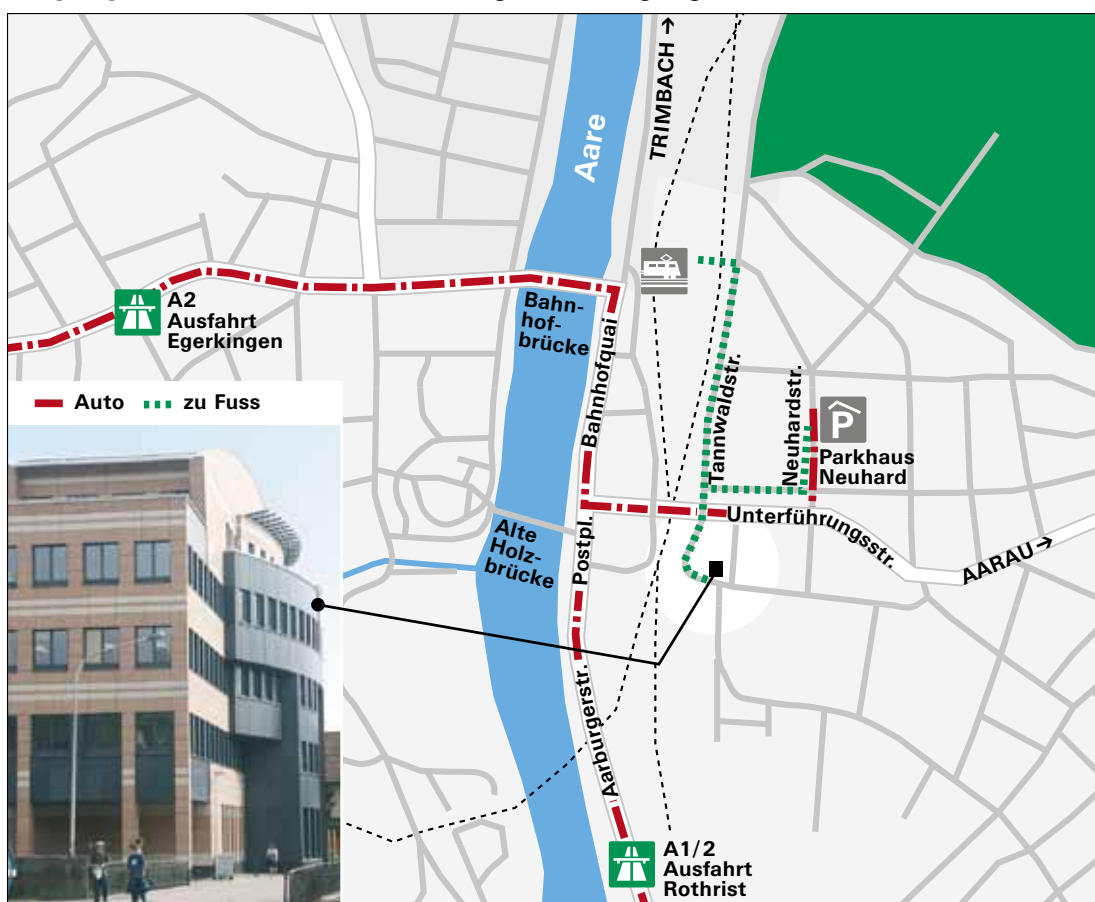 TRIMBACH →
Aare
A2
Ausfahrt
Egerkingen
Bahn-
hof-
brücke
Bahnhofquai
Tannwaldstr.
Neuhardstr.
P
Parkhaus
Neuhard
Auto
zu Fuss
Unterführungsstr.
AARAU →
Alte
Holz-
brücke
Postpl.
Aarburgerstr.
A1/2
Ausfahrt
Rothrist